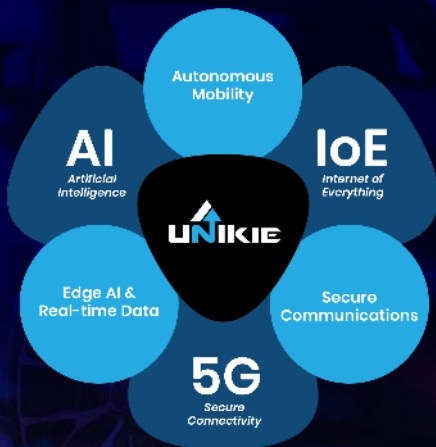 Autonomous
Mobility
AI
Artificial
Intelligence
IoE
Internet of
Everything
UNIKIE
Edge AI &
Real-time Data
Secure
Communications
5G
Secure
Connectivity